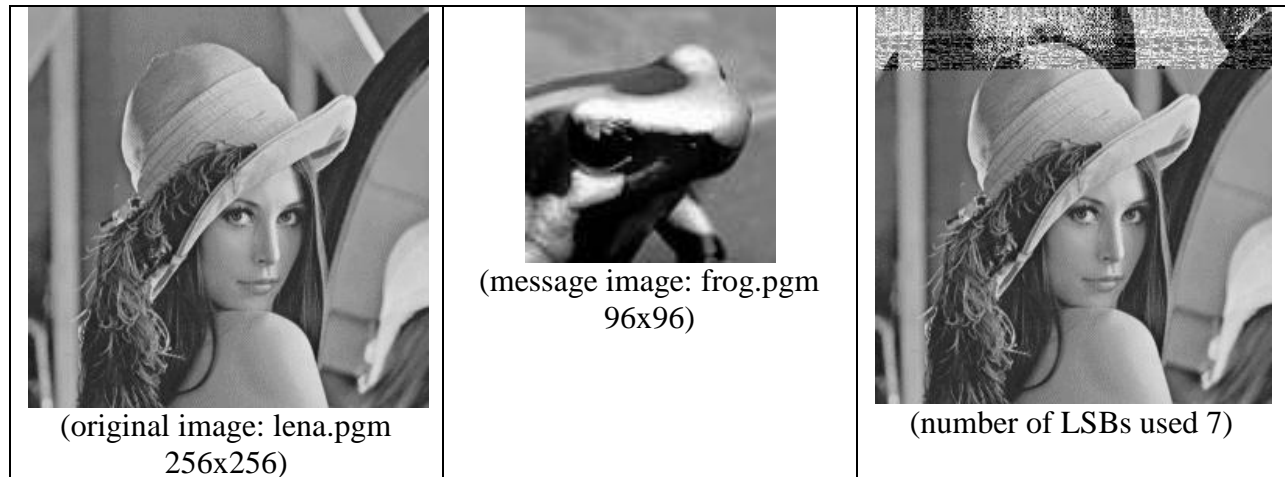 (original image: lena.pgm
256x256)
(message image: frog.pgm
96x96)
(number of LSBs used 7)